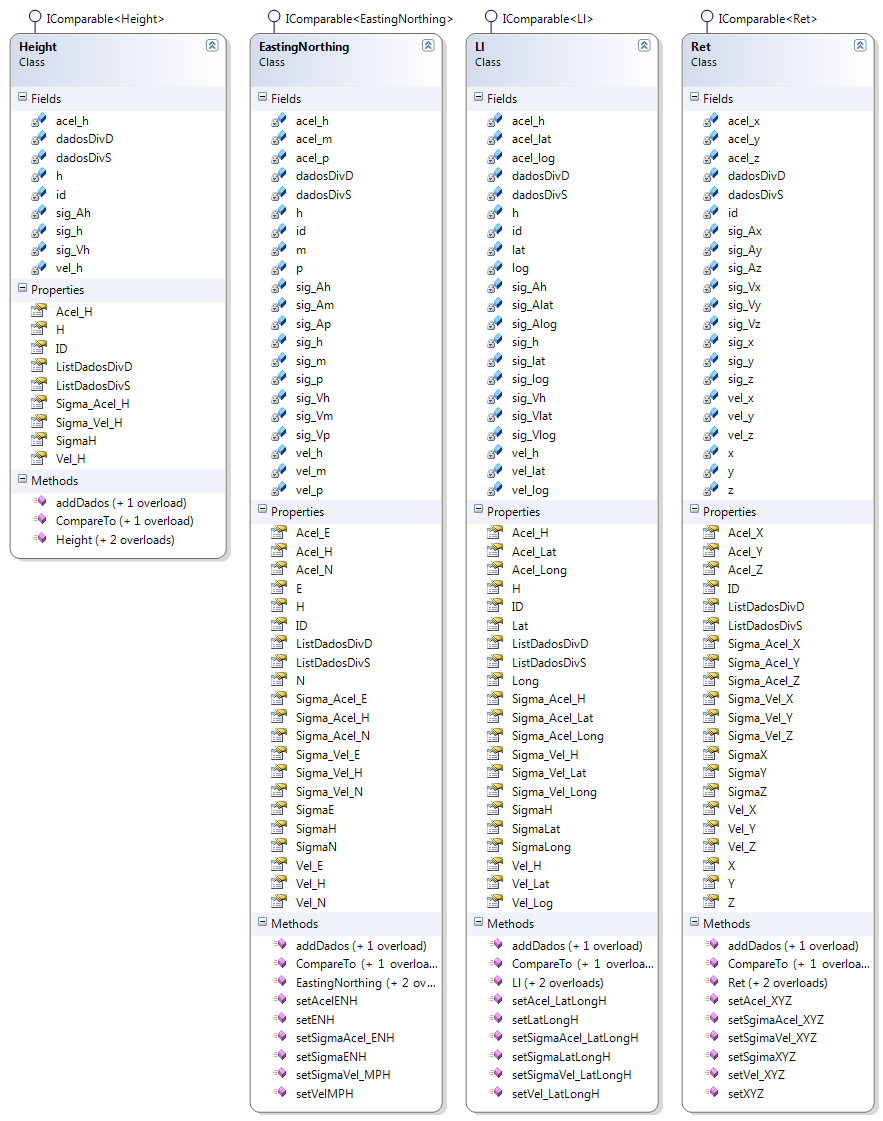 IComparable<Height>
Height
Class
Fields
acel_h
dadosDivD
dadosDivS
h
id
sig_Ah
sig_h
sig_Vh
vel_h
Properties
Acel_H
H
ID
ListDadosDivD
ListDadosDivS
Sigma_Acel_H
Sigma_Vel_H
SigmaH
Vel_H
Methods
addDados (+ 1 overload)
CompareTo (+ 1 overload)
Height (+ 2 overloads)
IComparable<EastingNorthing>
EastingNorthing
Class
Fields
acel_h
acel_m
acel_p
dadosDivD
dadosDivS
h
id
m
p
sig_Ah
sig_Am
sig_Ap
sig_h
sig_m
sig_p
sig_Vh
sig_Vm
sig_Vp
vel_h
vel_m
vel_p
Properties
Acel_E
Acel_H
Acel_N
E
H
ID
ListDadosDivD
ListDadosDivS
N
Sigma_Acel_E
Sigma_Acel_H
Sigma_Acel_N
Sigma_Vel_E
Sigma_Vel_H
Sigma_Vel_N
SigmaE
SigmaH
SigmaN
Vel_E
Vel_H
Vel_N
Methods
addDados (+ 1 overload)
CompareTo (+ 1 overloa...
EastingNorthing (+ 2 ov...
setAcelENH
setENH
setSigmaAcel_ENH
setSigmaENH
setSigmaVel_MPH
setVelMPH
IComparable<Ll>
Ll
Class
Fields
acel_h
acel_lat
acel_log
dadosDivD
dadosDivS
h
id
lat
log
sig_Ah
sig_Alat
sig_Alog
sig_h
sig_lat
sig_log
sig_Vh
sig_Vlat
sig_Vlog
vel_h
vel_lat
vel_log
Properties
Acel_H
Acel_Lat
Acel_Long
H
ID
Lat
ListDadosDivD
ListDadosDivS
Long
Sigma_Acel_H
Sigma_Acel_Lat
Sigma_Acel_Long
Sigma_Vel_H
Sigma_Vel_Lat
Sigma_Vel_Long
SigmaH
SigmaLat
SigmaLong
Vel_H
Vel_Lat
Vel_Log
Methods
addDados (+ 1 overload)
CompareTo (+ 1 overloa...
Ll (+ 2 overloads)
setAcel_LatLongH
setLatLongH
setSigmaAcel_LatLongH
setSigmaLatLongH
setSigmaVel_LatLongH
setVel_LatLongH
IComparable<Ret>
Ret
Class
Fields
acel_x
acel_y
acel_z
dadosDivD
dadosDivS
id
sig_Ax
sig_Ay
sig_Az
sig_Vx
sig_Vy
sig_Vz
sig_x
sig_y
sig_z
vel_x
vel_y
vel_z
x
y
z
Properties
Acel_X
Acel_Y
Acel_Z
ID
ListDadosDivD
ListDadosDivS
Sigma_Acel_X
Sigma_Acel_Y
Sigma_Acel_Z
Sigma_Vel_X
Sigma_Vel_Y
Sigma_Vel_Z
SigmaX
SigmaY
SigmaZ
Vel_X
Vel_Y
Vel_Z
X
Y
Z
Methods
addDados (+ 1 overload)
CompareTo (+ 1 overloa...
Ret (+ 2 overloads)
setAcel_XYZ
setSgimaAcel_XYZ
setSgimaVel_XYZ
setSgimaXYZ
setVel_XYZ
setXYZ